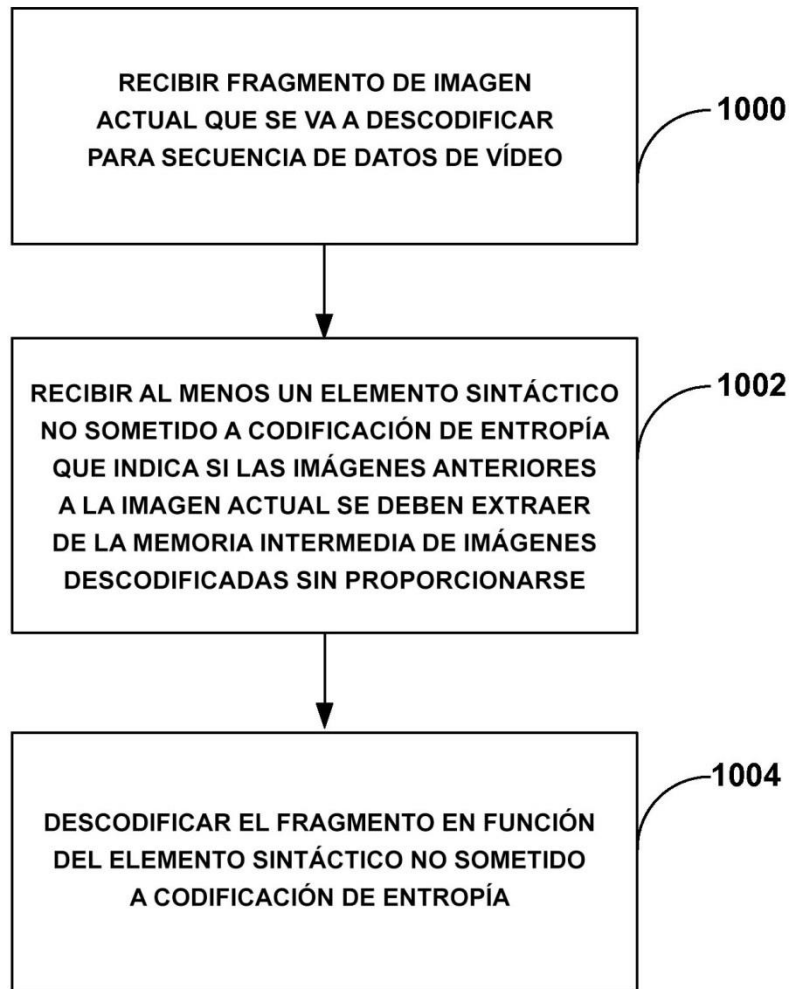 RECIBIR FRAGMENTO DE IMAGEN
ACTUAL QUE SE VA A DESCODIFICAR
PARA SECUENCIA DE DATOS DE VÍDEO
1000
RECIBIR AL MENOS UN ELEMENTO SINTÁCTICO
NO SOMETIDO A CODIFICACIÓN DE ENTROPÍA
QUE INDICA SI LAS IMÁGENES ANTERIORES
A LA IMAGEN ACTUAL SE DEBEN EXTRAER
DE LA MEMORIA INTERMEDIA DE IMÁGENES
DESCODIFICADAS SIN PROPORCIONARSE
1002
DESCODIFICAR EL FRAGMENTO EN FUNCIÓN
DEL ELEMENTO SINTÁCTICO NO SOMETIDO
A CODIFICACIÓN DE ENTROPÍA
1004